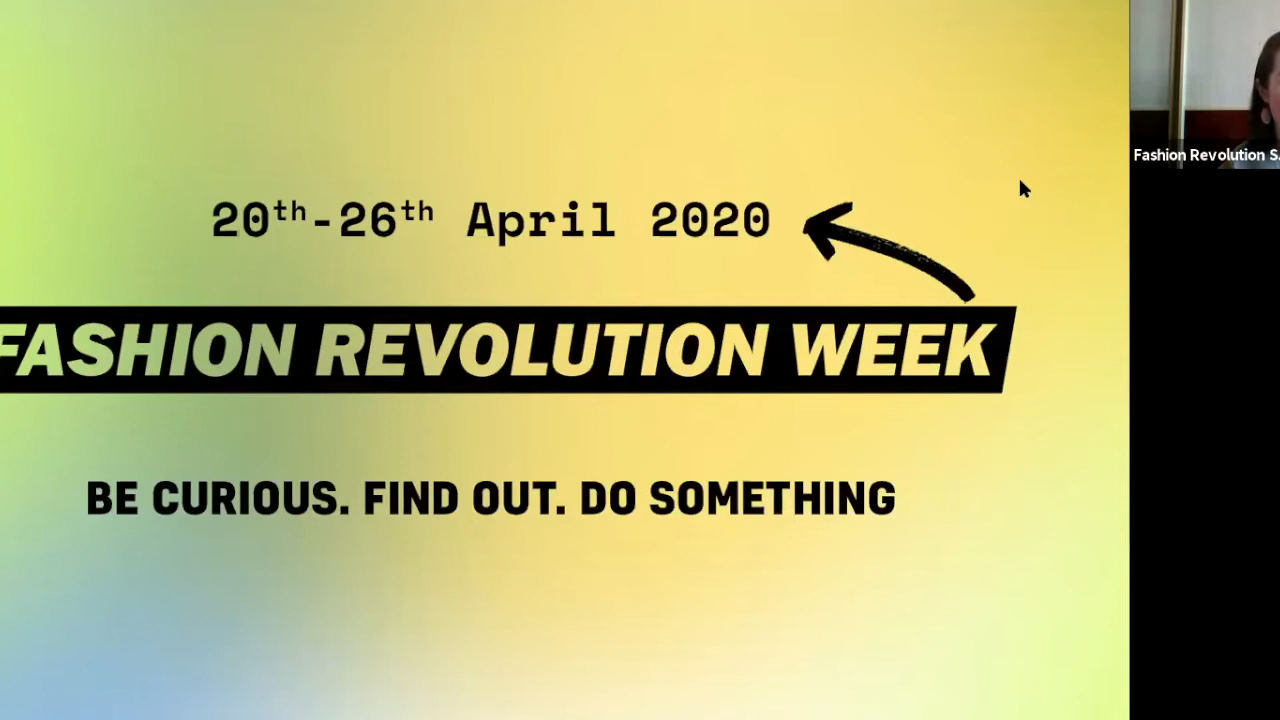 20th-26th April 2020
FASHION REVOLUTION WEEK
BE CURIOUS. FIND OUT. DO SOMETHING
Fashion Revolution S